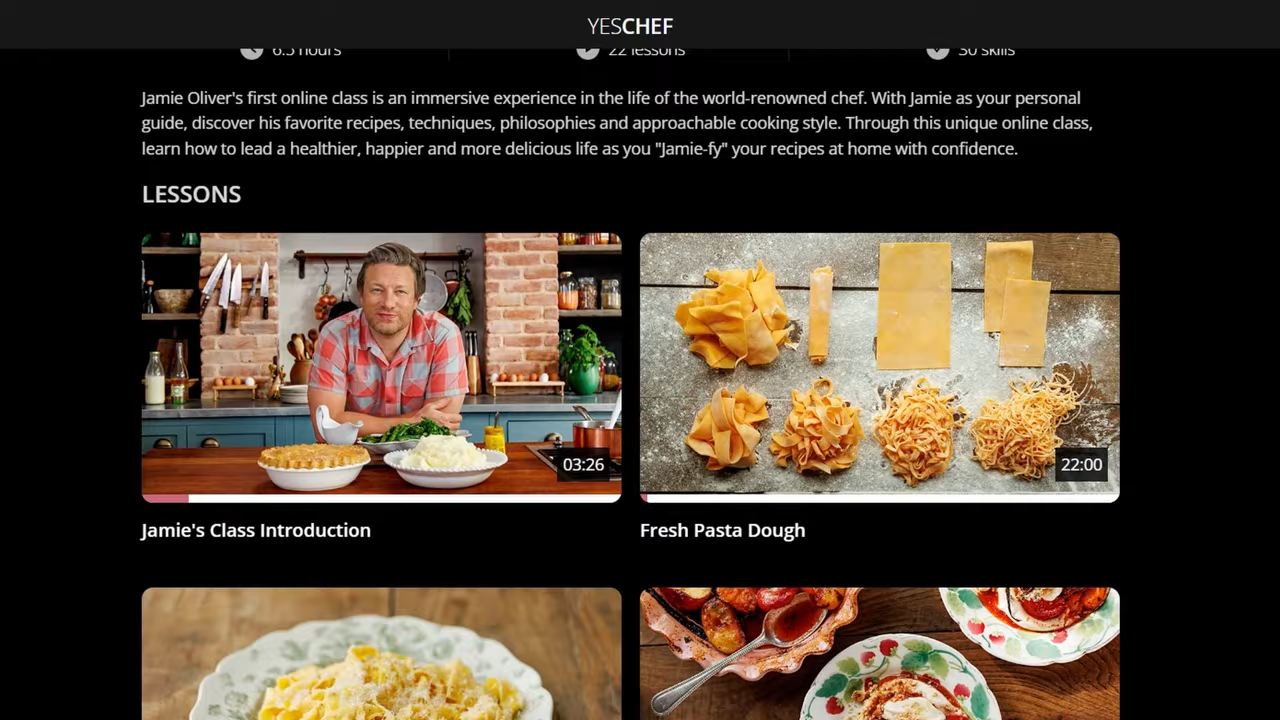 YESCHEF
6.5 hours
22 lessons
30 skills
Jamie Oliver's first online class is an immersive experience in the life of the world-renowned chef. With Jamie as your personal
guide, discover his favorite recipes, techniques, philosophies and approachable cooking style. Through this unique online class,
learn how to lead a healthier, happier and more delicious life as you "Jamie-fy" your recipes at home with confidence.
LESSONS
03:26
22:00
Jamie's Class Introduction
Fresh Pasta Dough